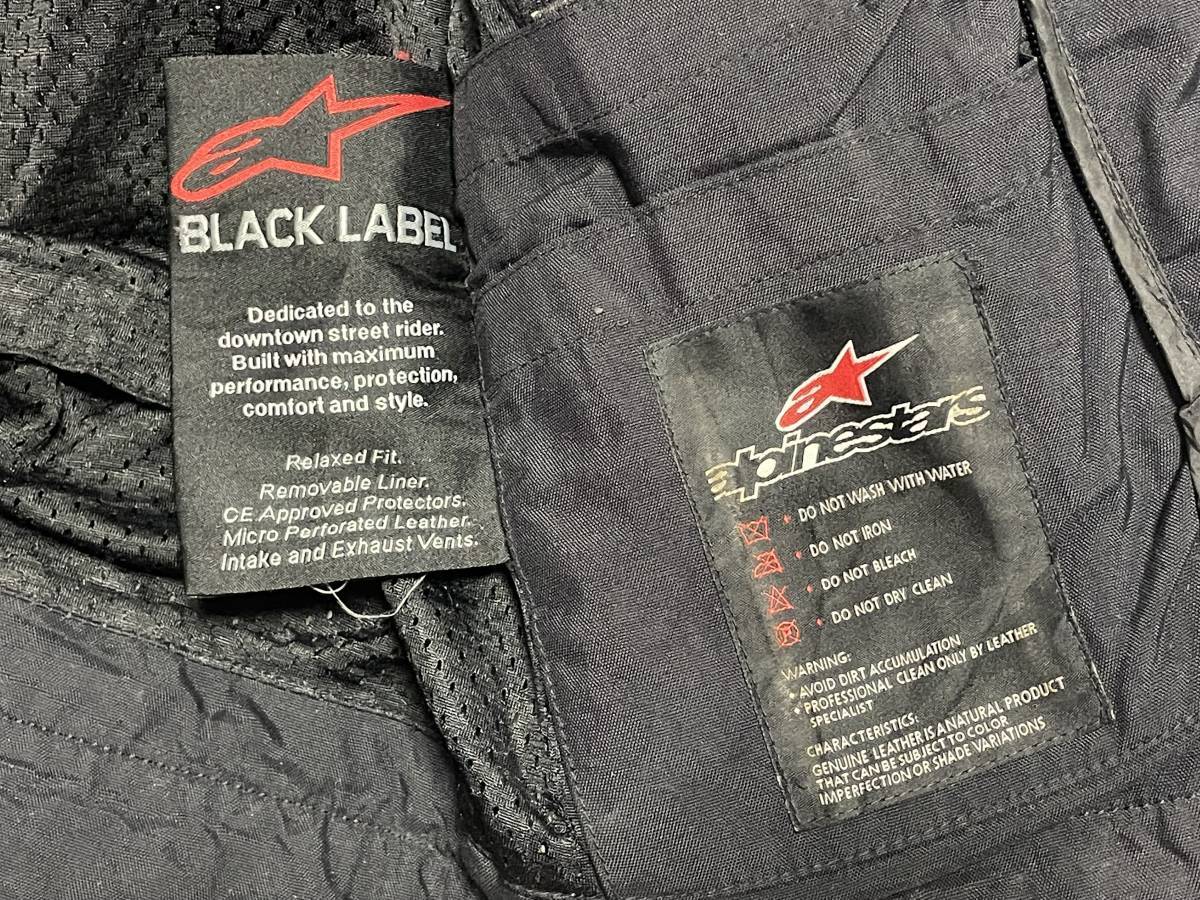 BLACK LABEL
Dedicated to the
downtown street rider.
Built with maximum
performance, protection,
comfort and style.
Relaxed Fit.
Removable Liner.
CE Approved Protectors.
Micro Perforated Leather.
Intake and Exhaust Vents.
alpinestars
• DO NOT WASH WITH WATER
• DO NOT IRON
• DO NOT BLEACH
• DO NOT DRY CLEAN
WARNING:
• AVOID DIRT ACCUMULATION
• PROFESSIONAL CLEAN ONLY BY LEATHER
SPECIALIST
CHARACTERISTICS:
GENUINE LEATHER IS A NATURAL PRODUCT
THAT CAN BE SUBJECT TO COLOR
IMPERFECTION OR SHADE VARIATIONS